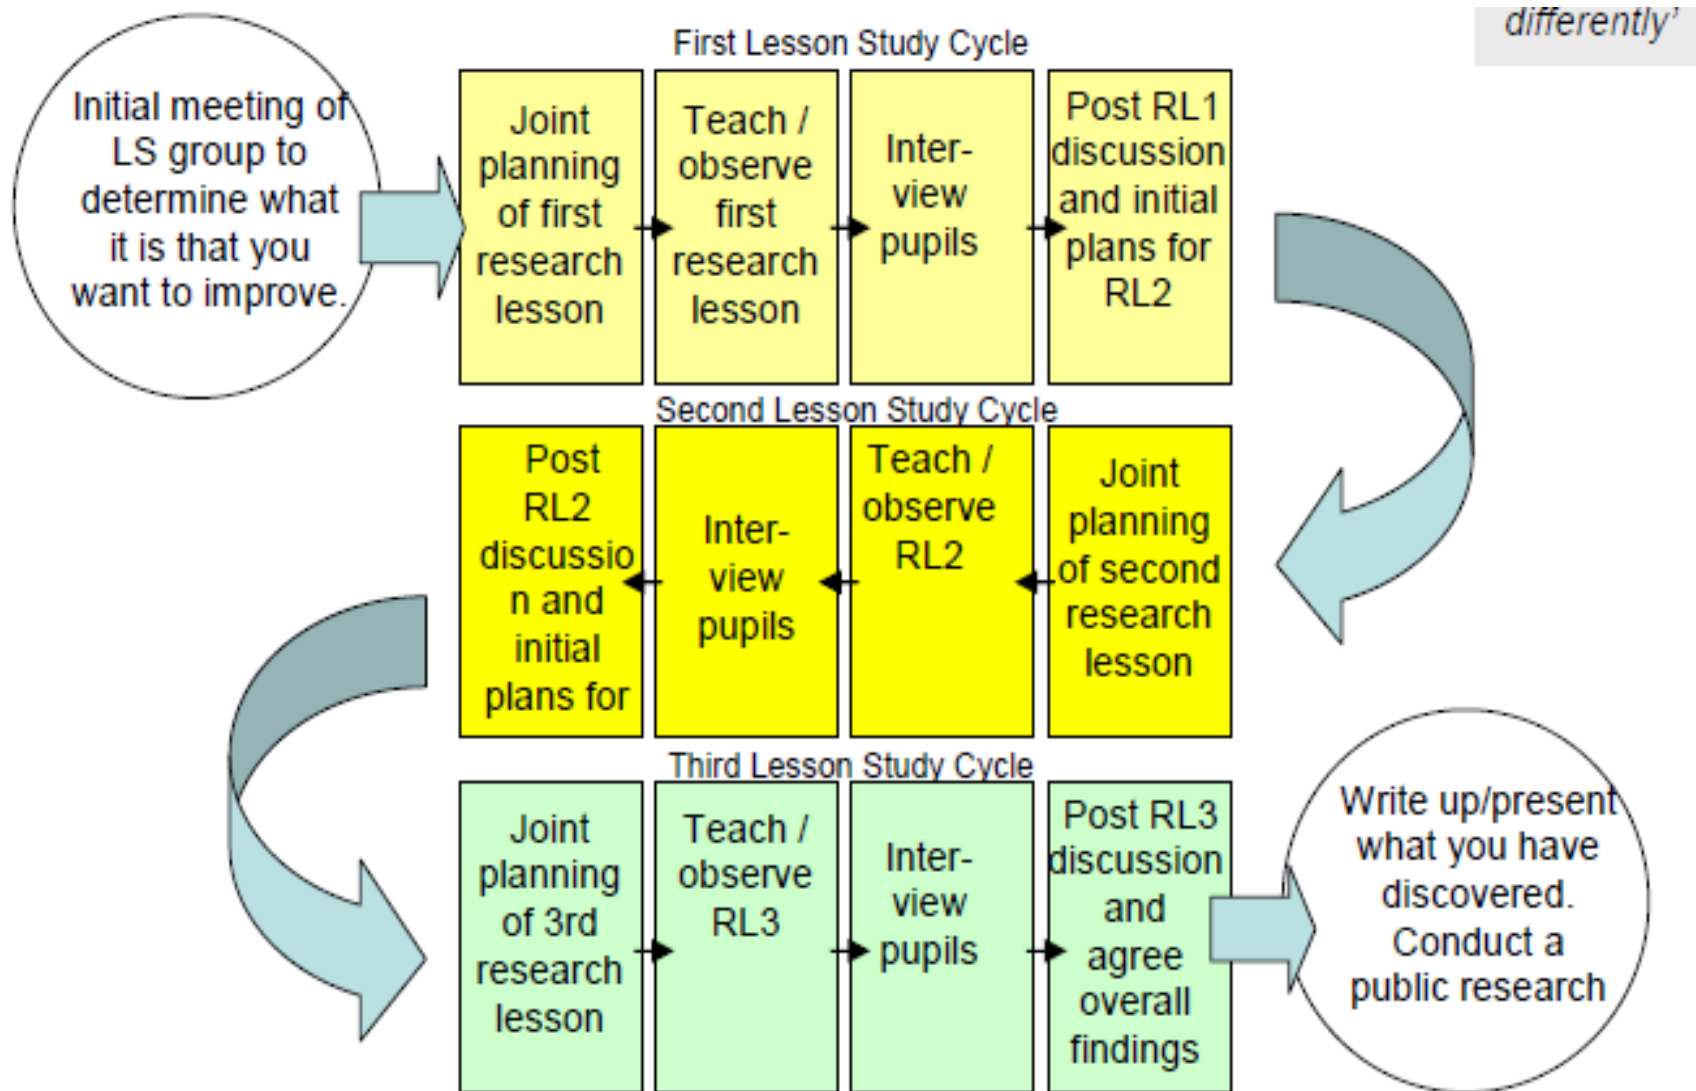 differently’
First Lesson Study Cycle
Initial meeting of
LS group to
determine what
it is that you
want to improve.
Joint
planning
of first
research
lesson
Teach /
observe
first
research
lesson
Inter-
view
pupils
Post RL1
discussion
and initial
plans for
RL2
Second Lesson Study Cycle
Joint
planning
of second
research
lesson
Teach /
observe
RL2
Inter-
view
pupils
Post
RL2
discussio
n and
initial
plans for
Third Lesson Study Cycle
Joint
planning
of 3rd
research
lesson
Teach /
observe
RL3
Inter-
view
pupils
Post RL3
discussion
and
agree
overall
findings
Write up/present
what you have
discovered.
Conduct a
public research